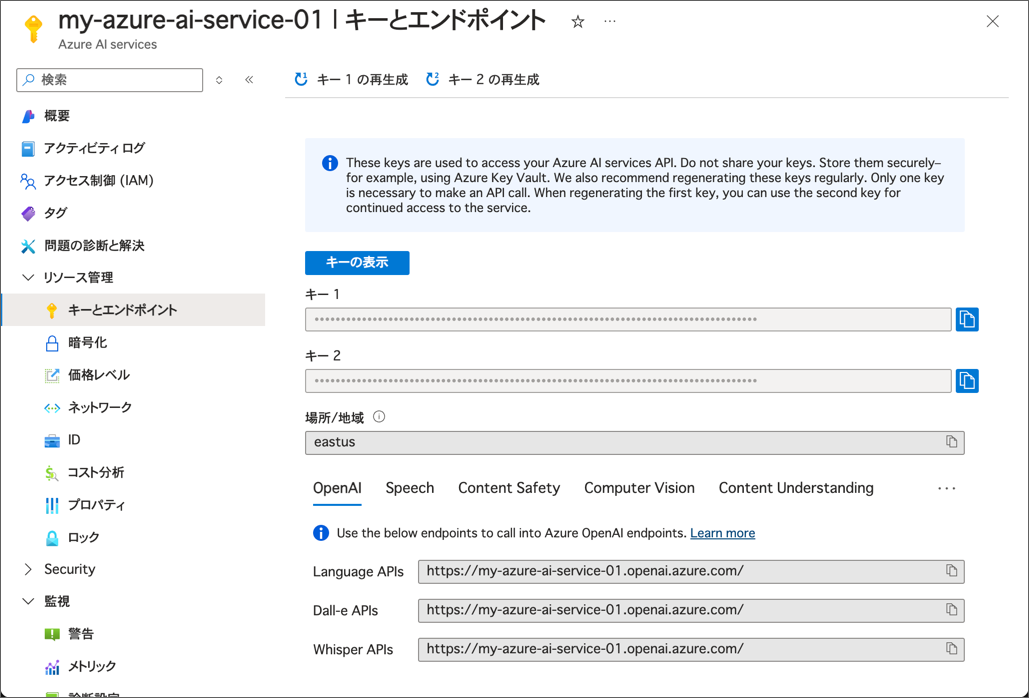 my-azure-ai-service-01 | キーとエンドポイント
Azure AI services
検索
キー 1 の再生成
キー 2 の再生成
概要
アクティビティ ログ
アクセス制御 (IAM)
タグ
問題の診断と解決
リソース管理
キーとエンドポイント
暗号化
価格レベル
ネットワーク
ID
コスト分析
プロパティ
ロック
Security
監視
警告
メトリック
診断設定
These keys are used to access your Azure AI services API. Do not share your keys. Store them securely–
for example, using Azure Key Vault. We also recommend regenerating these keys regularly. Only one key
is necessary to make an API call. When regenerating the first key, you can use the second key for
continued access to the service.
キーの表示
キー 1
キー 2
場所/地域
eastus
OpenAI
Speech
Content Safety
Computer Vision
Content Understanding
Use the below endpoints to call into Azure OpenAI endpoints. Learn more
Language APIs
https://my-azure-ai-service-01.openai.azure.com/
Dall-e APIs
https://my-azure-ai-service-01.openai.azure.com/
Whisper APIs
https://my-azure-ai-service-01.openai.azure.com/